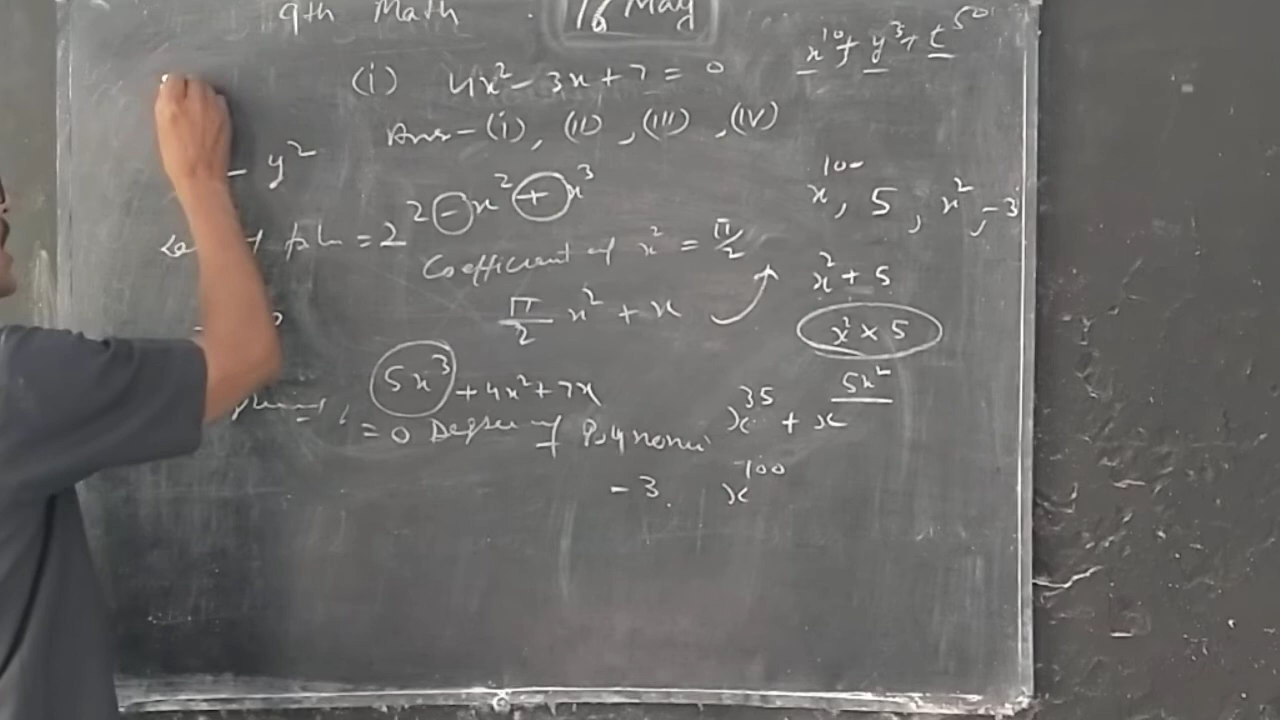 9th Math 16 May
x¹⁰ + y³ + t⁵⁰
(i) 4x² - 3x + 7 = 0
Ans - (i), (II), (III), (IV)
- y²
x¹⁰, 5, x², -3
2 - x² + x³
= 2
Coefficient of x² = π/2
x² + 5
π/2 x² + x
x² × 5
5x²
5x³ + 4x² + 7x
x³⁵ + x
= 0 Degree of Polynomi
- 3
x¹⁰⁰